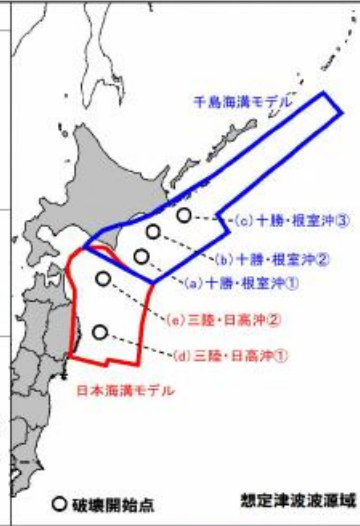 千島海溝モデル
(c)十勝・根室沖③
(b)十勝・根室沖②
(a)十勝・根室沖①
(e)三陸・日高沖②
(d)三陸・日高沖①
日本海溝モデル
○破壊開始点
想定津波波源域